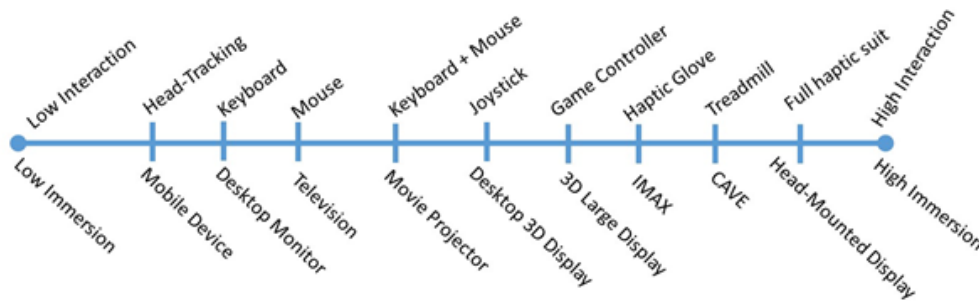 Low Interaction
Head-Tracking
Keyboard
Mouse
Keyboard + Mouse
Joystick
Game Controller
Haptic Glove
Treadmill
Full haptic suit
High Interaction
Low Immersion
Mobile Device
Desktop Monitor
Television
Movie Projector
Desktop 3D Display
3D Large Display
IMAX
CAVE
Head-Mounted Display
High Immersion